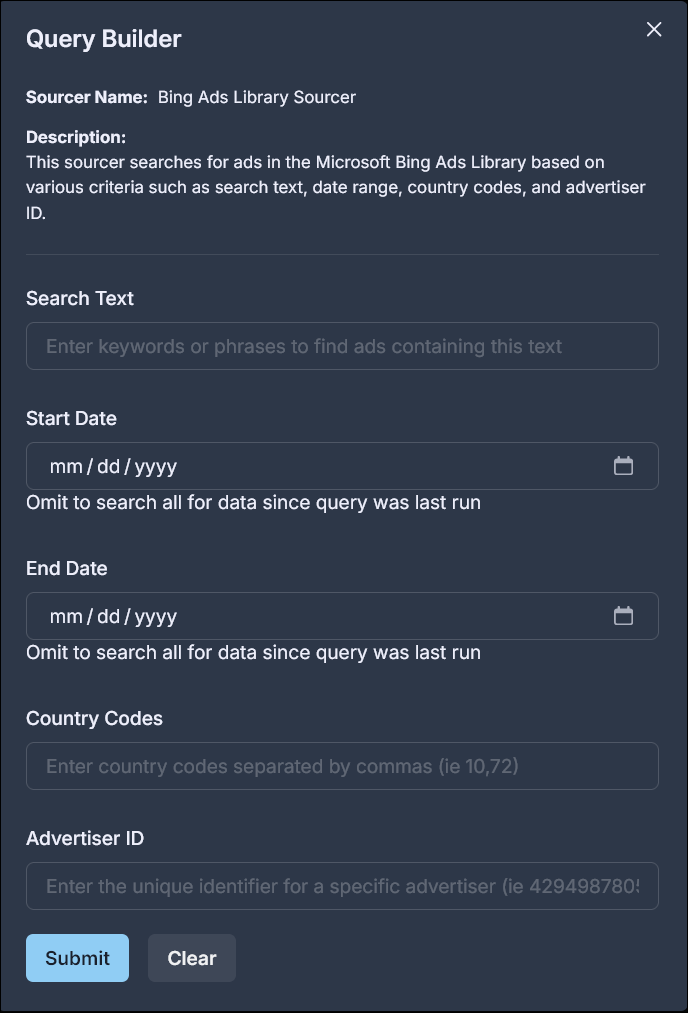 Query Builder
Sourcer Name: Bing Ads Library Sourcer
Description:
This sourcer searches for ads in the Microsoft Bing Ads Library based on
various criteria such as search text, date range, country codes, and advertiser
ID.
Search Text
Enter keywords or phrases to find ads containing this text
Start Date
mm/dd/yyyy
Omit to search all for data since query was last run
End Date
mm/dd/yyyy
Omit to search all for data since query was last run
Country Codes
Enter country codes separated by commas (ie 10,72)
Advertiser ID
Enter the unique identifier for a specific advertiser (ie 4294987805
Submit Clear